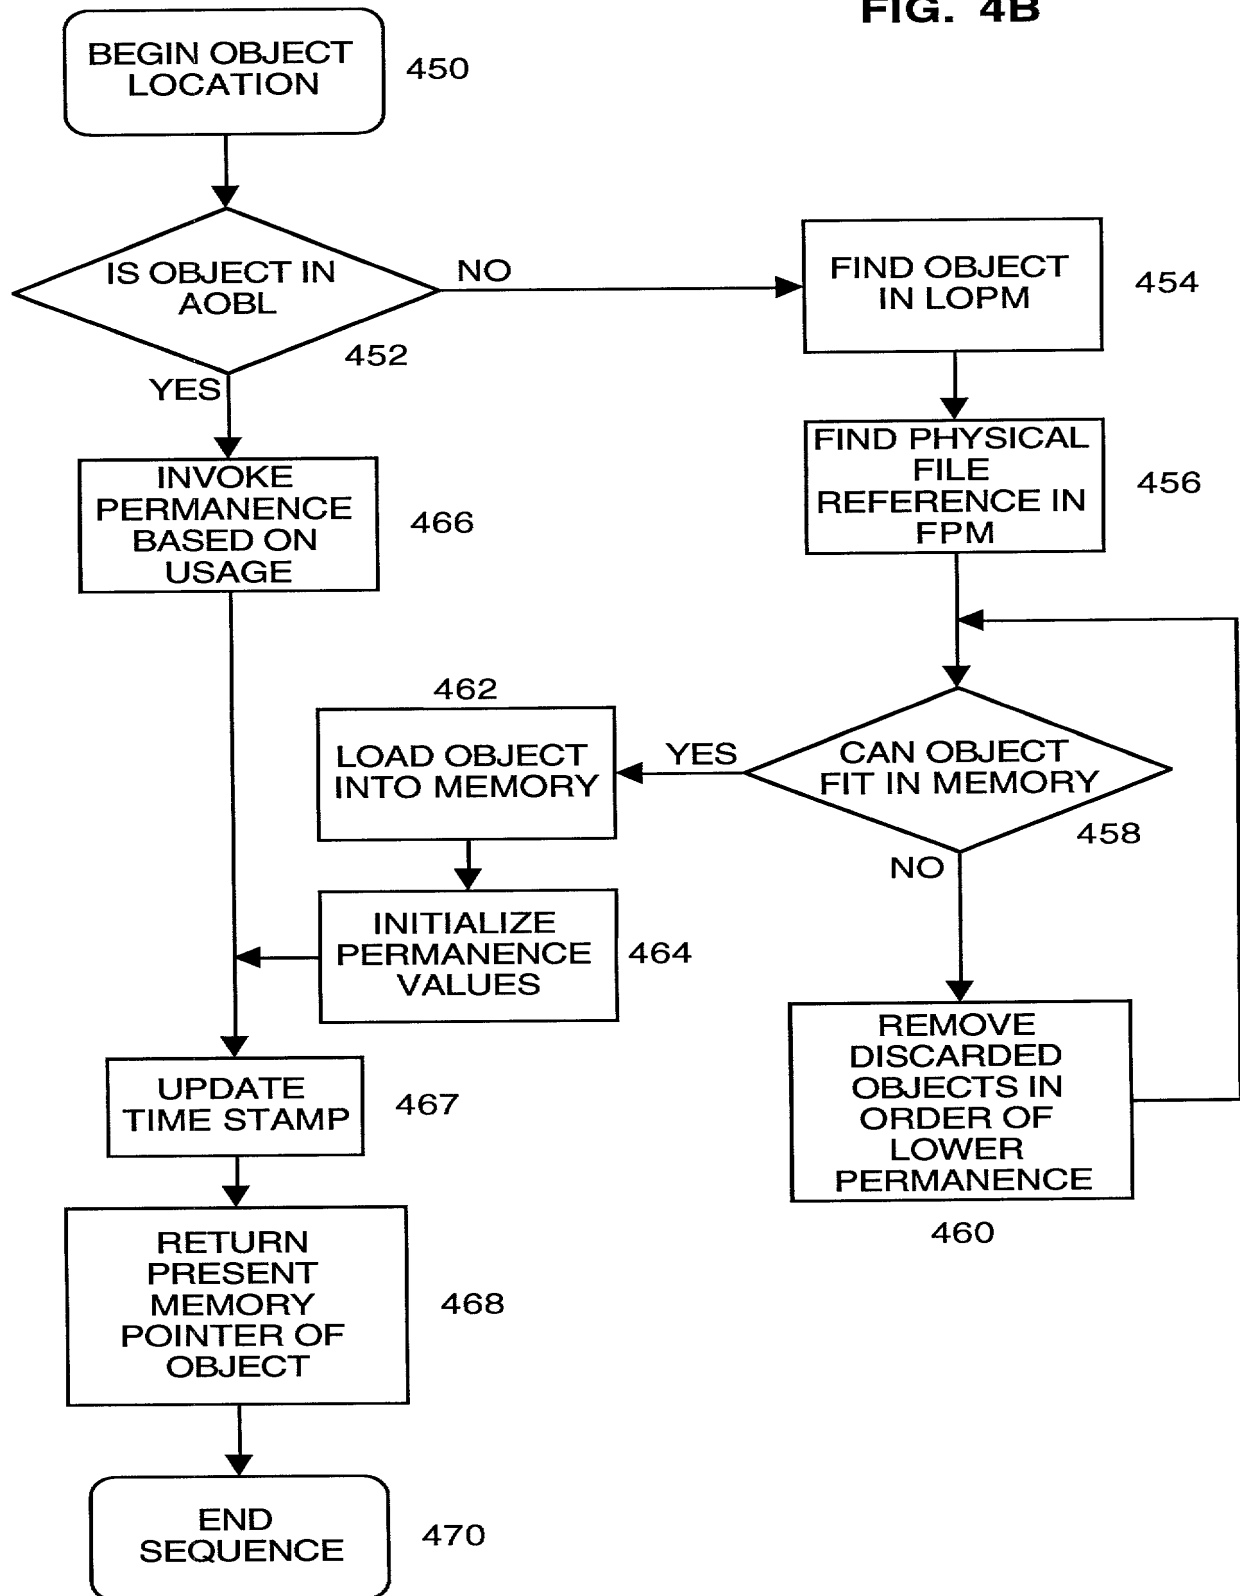 FIG. 4B
BEGIN OBJECT
LOCATION
450
IS OBJECT IN
AOBL
452
NO
YES
FIND OBJECT
IN LOPM
454
FIND PHYSICAL
FILE
REFERENCE IN
FPM
456
INVOKE
PERMANENCE
BASED ON
USAGE
466
462
LOAD OBJECT
INTO MEMORY
YES
CAN OBJECT
FIT IN MEMORY
458
NO
INITIALIZE
PERMANENCE
VALUES
464
REMOVE
DISCARDED
OBJECTS IN
ORDER OF
LOWER
PERMANENCE
460
UPDATE
TIME STAMP
467
RETURN
PRESENT
MEMORY
POINTER OF
OBJECT
468
END
SEQUENCE
470